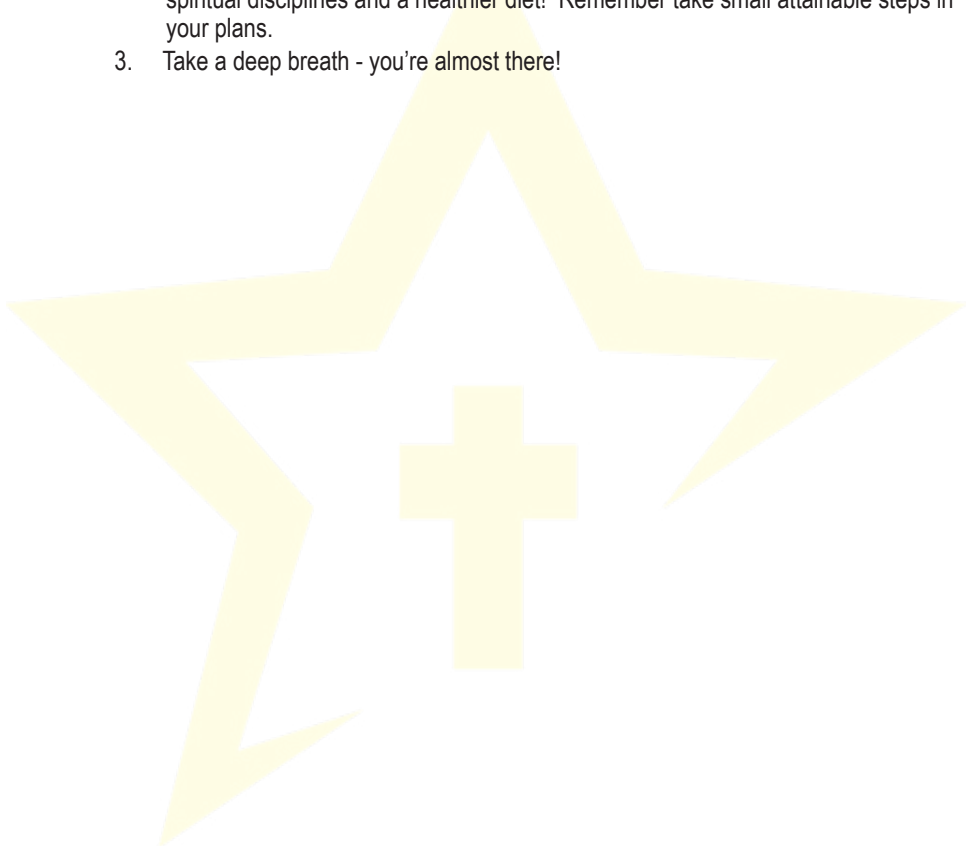 spiritual disciplines and a healthier diet!  Remember take small attainable steps in
your plans.
3. Take a deep breath - you're almost there!